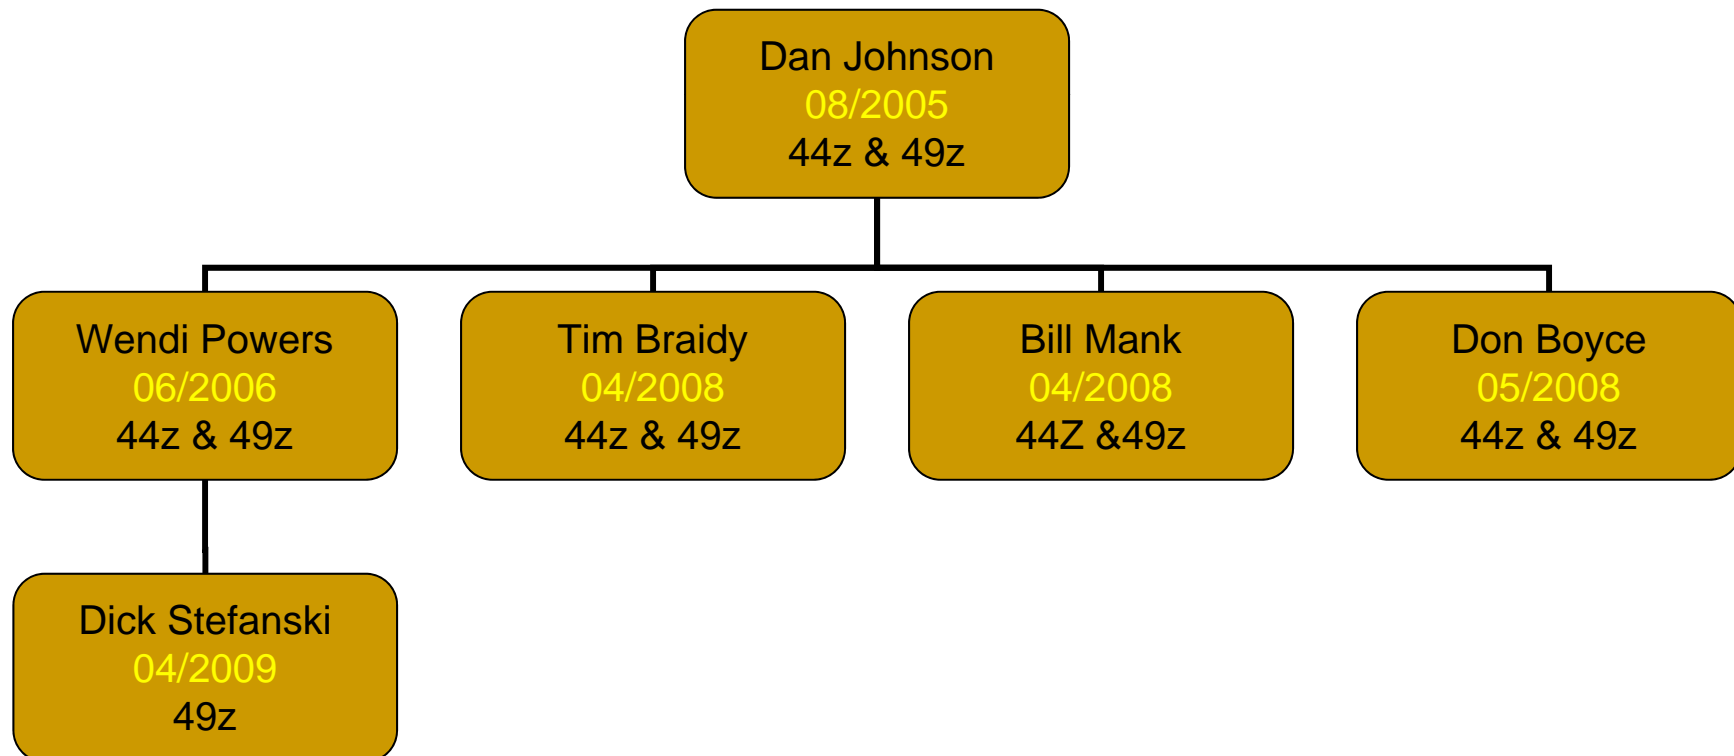 Dan Johnson
08/2005
44z & 49z
Wendi Powers
06/2006
44z & 49z
Tim Braidy
04/2008
44z & 49z
Bill Mank
04/2008
44Z &49z
Don Boyce
05/2008
44z & 49z
Dick Stefanski
04/2009
49z